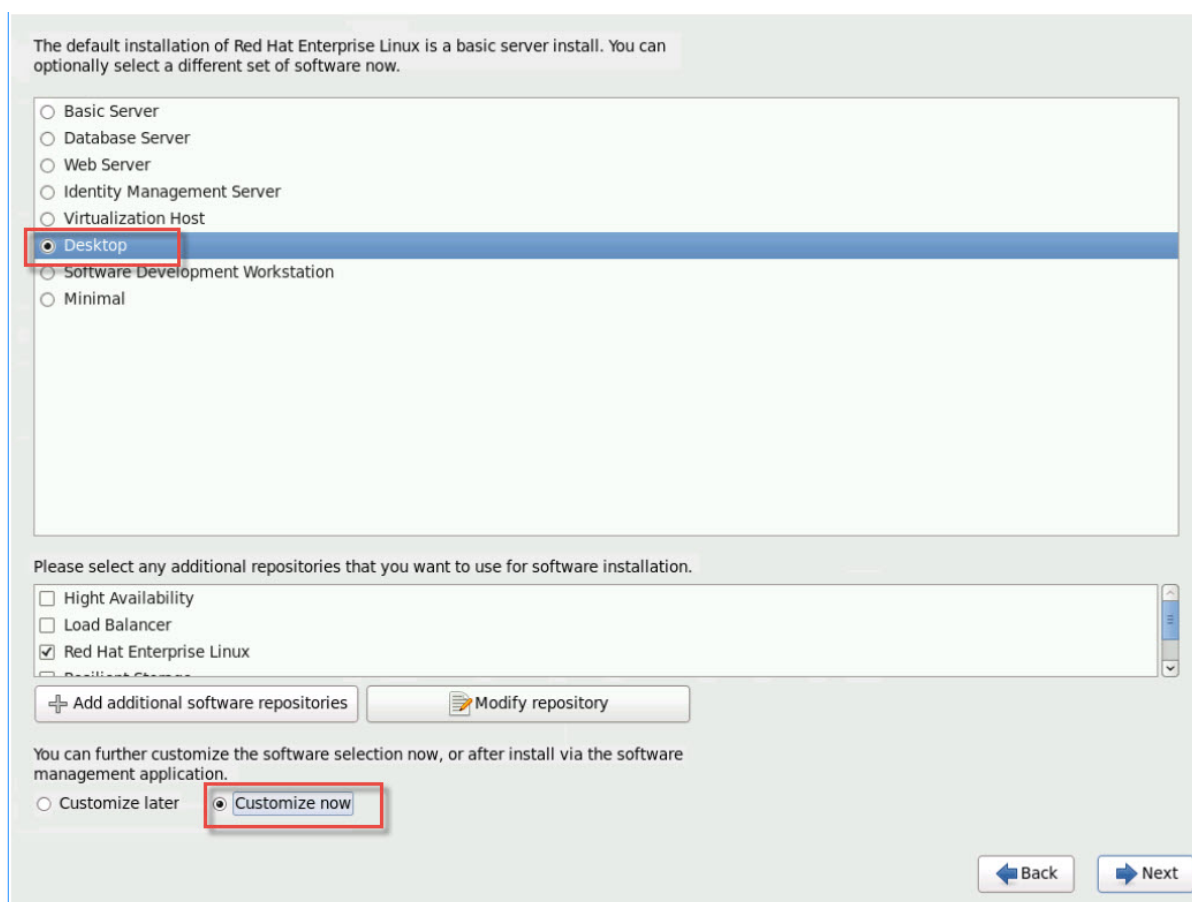 The default installation of Red Hat Enterprise Linux is a basic server install. You can
optionally select a different set of software now.
Basic Server
Database Server
Web Server
Identity Management Server
Virtualization Host
Desktop
Software Development Workstation
Minimal
Please select any additional repositories that you want to use for software installation.
Hight Availability
Load Balancer
Red Hat Enterprise Linux
Resilient Storage
Add additional software repositories
Modify repository
You can further customize the software selection now, or after install via the software
management application.
Customize later
Customize now
Back
Next